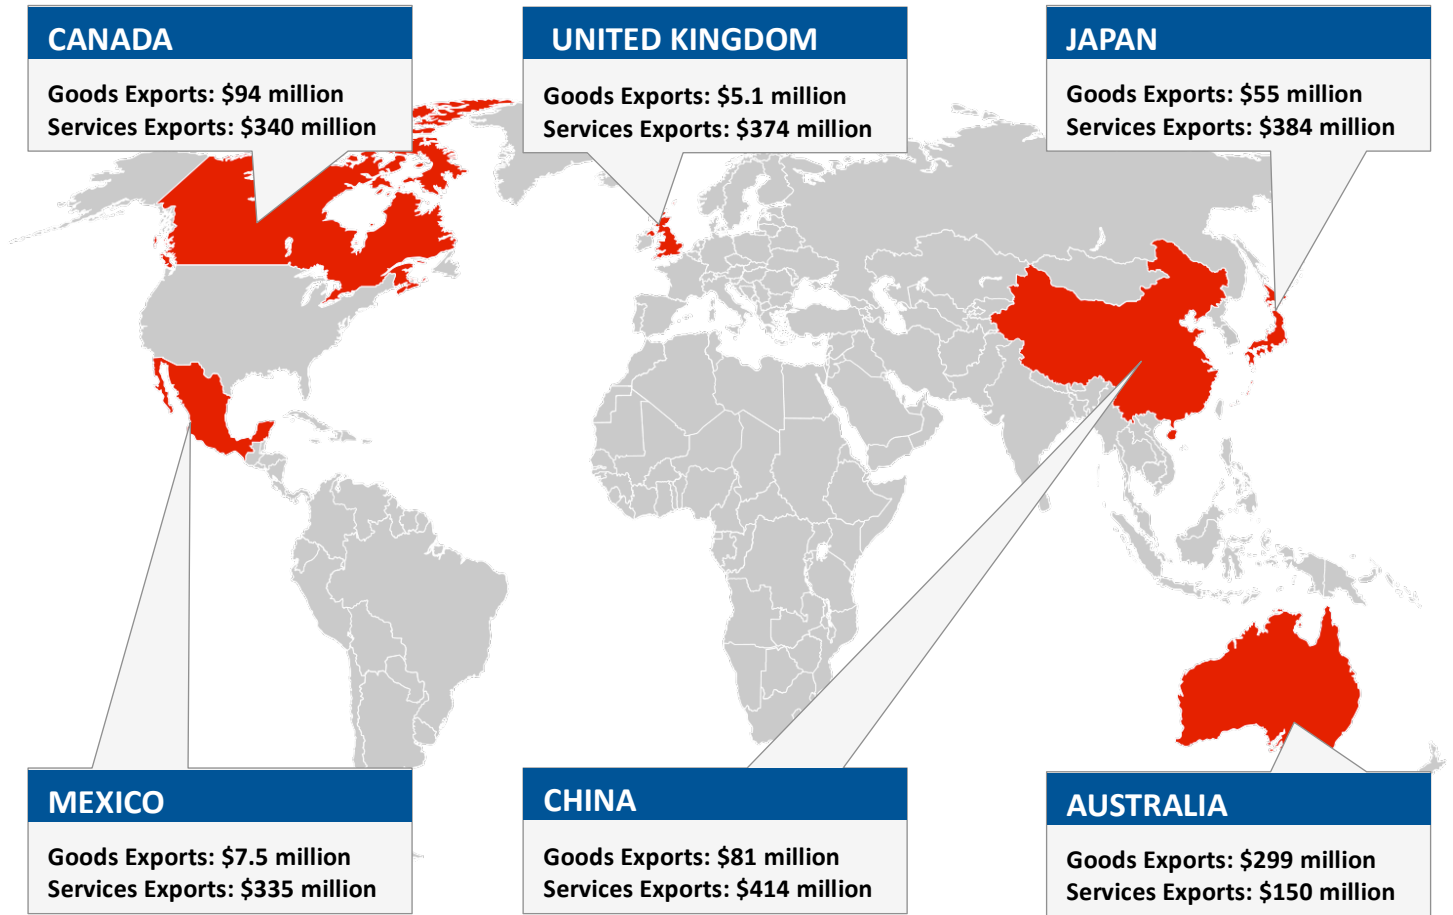 CANADA
Goods Exports: $94 million
Services Exports: $340 million
UNITED KINGDOM
Goods Exports: $5.1 million
Services Exports: $374 million
JAPAN
Goods Exports: $55 million
Services Exports: $384 million
MEXICO
Goods Exports: $7.5 million
Services Exports: $335 million
CHINA
Goods Exports: $81 million
Services Exports: $414 million
AUSTRALIA
Goods Exports: $299 million
Services Exports: $150 million